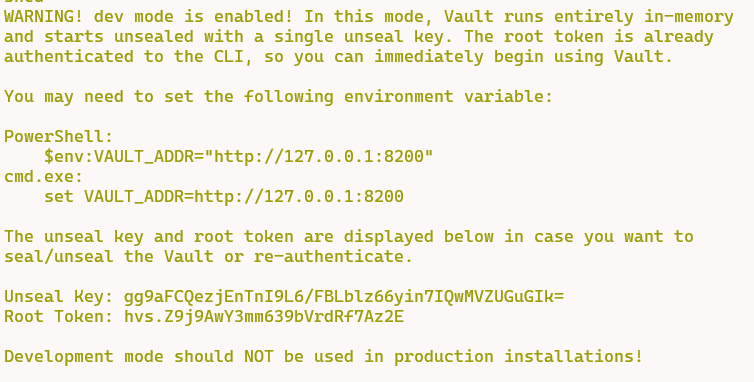 WARNING! dev mode is enabled! In this mode, Vault runs entirely in-memory
and starts unsealed with a single unseal key. The root token is already
authenticated to the CLI, so you can immediately begin using Vault.
You may need to set the following environment variable:
PowerShell:
$env:VAULT_ADDR="http://127.0.0.1:8200"
cmd.exe:
set VAULT_ADDR=http://127.0.0.1:8200
The unseal key and root token are displayed below in case you want to
seal/unseal the Vault or re-authenticate.
Unseal Key: gg9aFCQezjEnTnI9L6/FBLblz66yin7IQwMVZUGuGIk=
Root Token: hvs.Z9j9AwY3mm639bVrdRf7Az2E
Development mode should NOT be used in production installations!